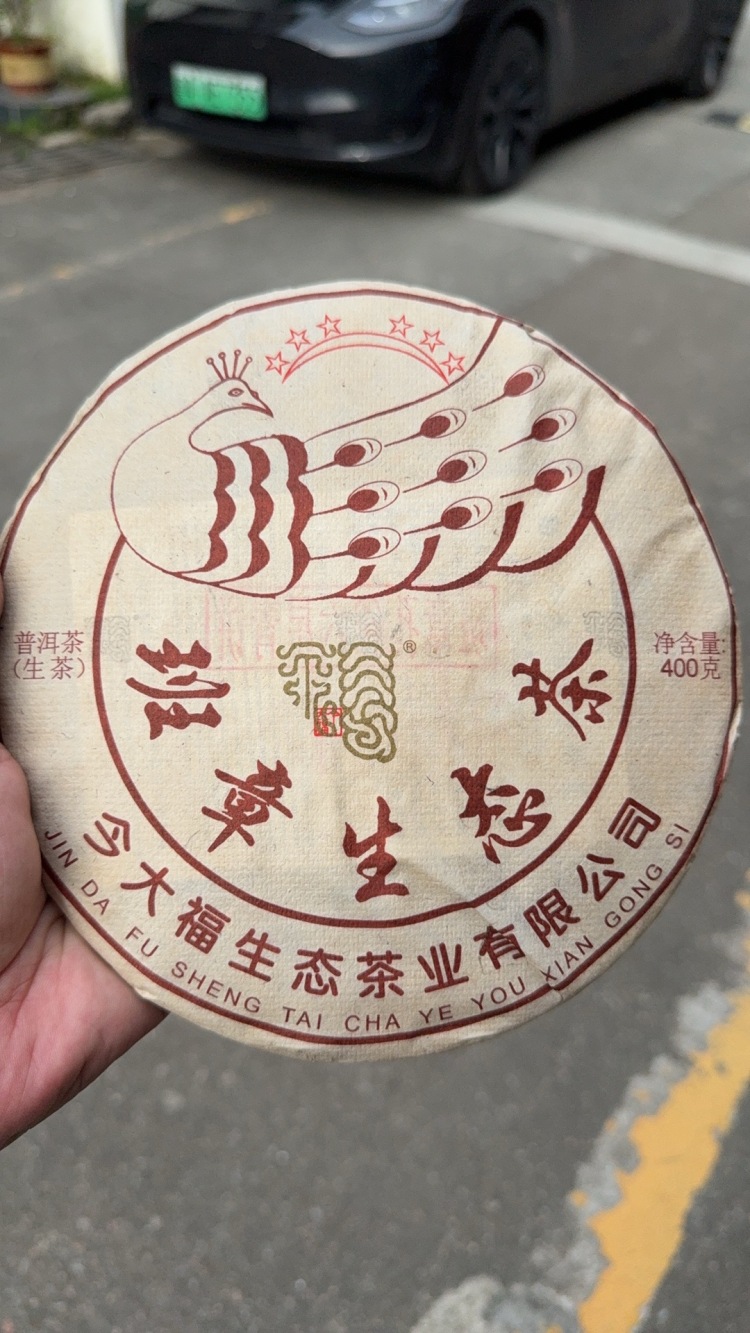 普洱茶
（生茶）
净含量:
400克
®
班章生态茶
今大福生态茶业有限公司
JIN DA FU SHENG TAI CHA YE YOU XIAN GONG SI